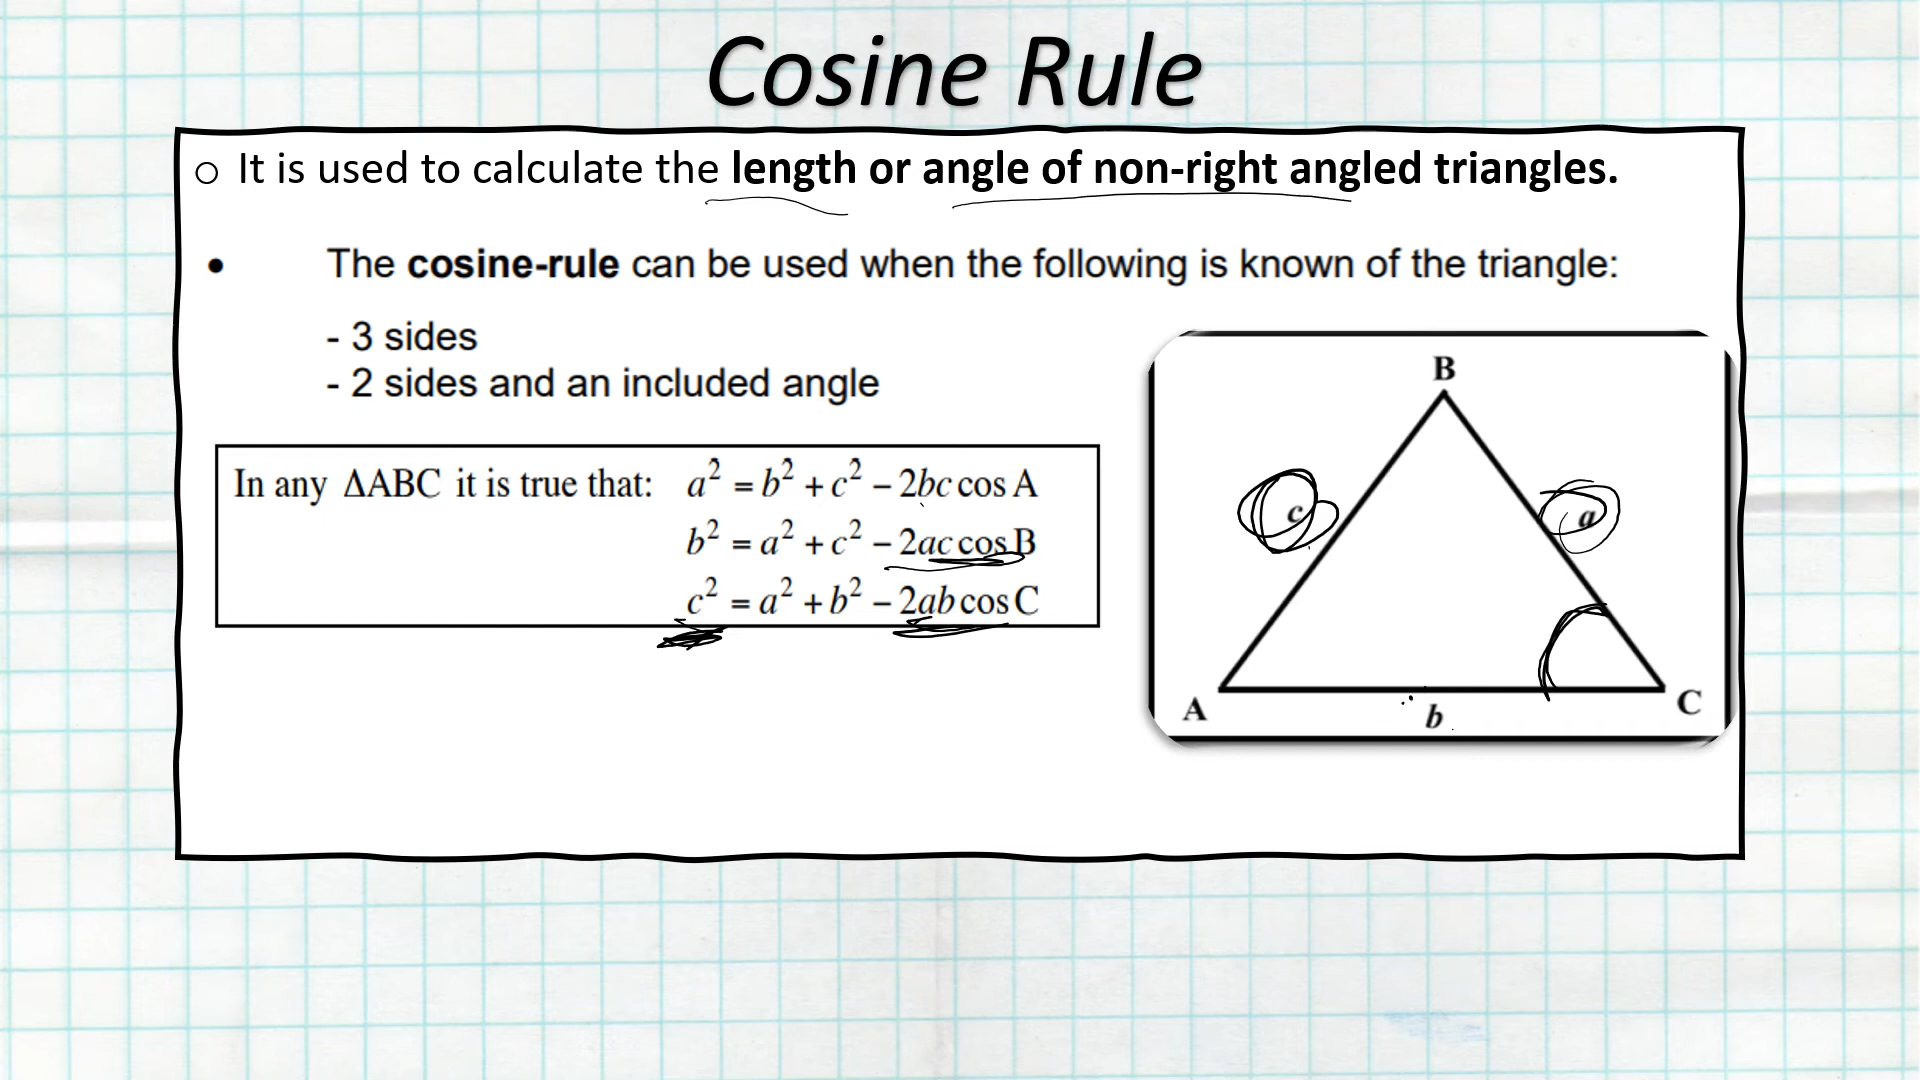 Cosine Rule
○ It is used to calculate the length or angle of non-right angled triangles.
• The cosine-rule can be used when the following is known of the triangle:
- 3 sides
- 2 sides and an included angle
In any ΔABC it is true that: a² = b² + c² − 2bc cos A
b² = a² + c² − 2ac cos B
c² = a² + b² − 2ab cos C
B
c
a
A
b
C